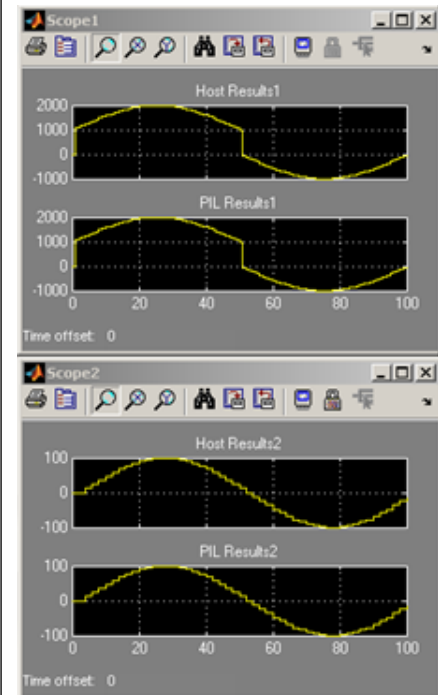 Scope1
Host Results1
2000
1000
0
-1000
PIL Results1
2000
1000
0
-1000
0 20 40 60 80 100
Time offset: 0
Scope2
Host Results2
100
0
-100
PIL Results2
100
0
-100
0 20 40 60 80 100
Time offset: 0